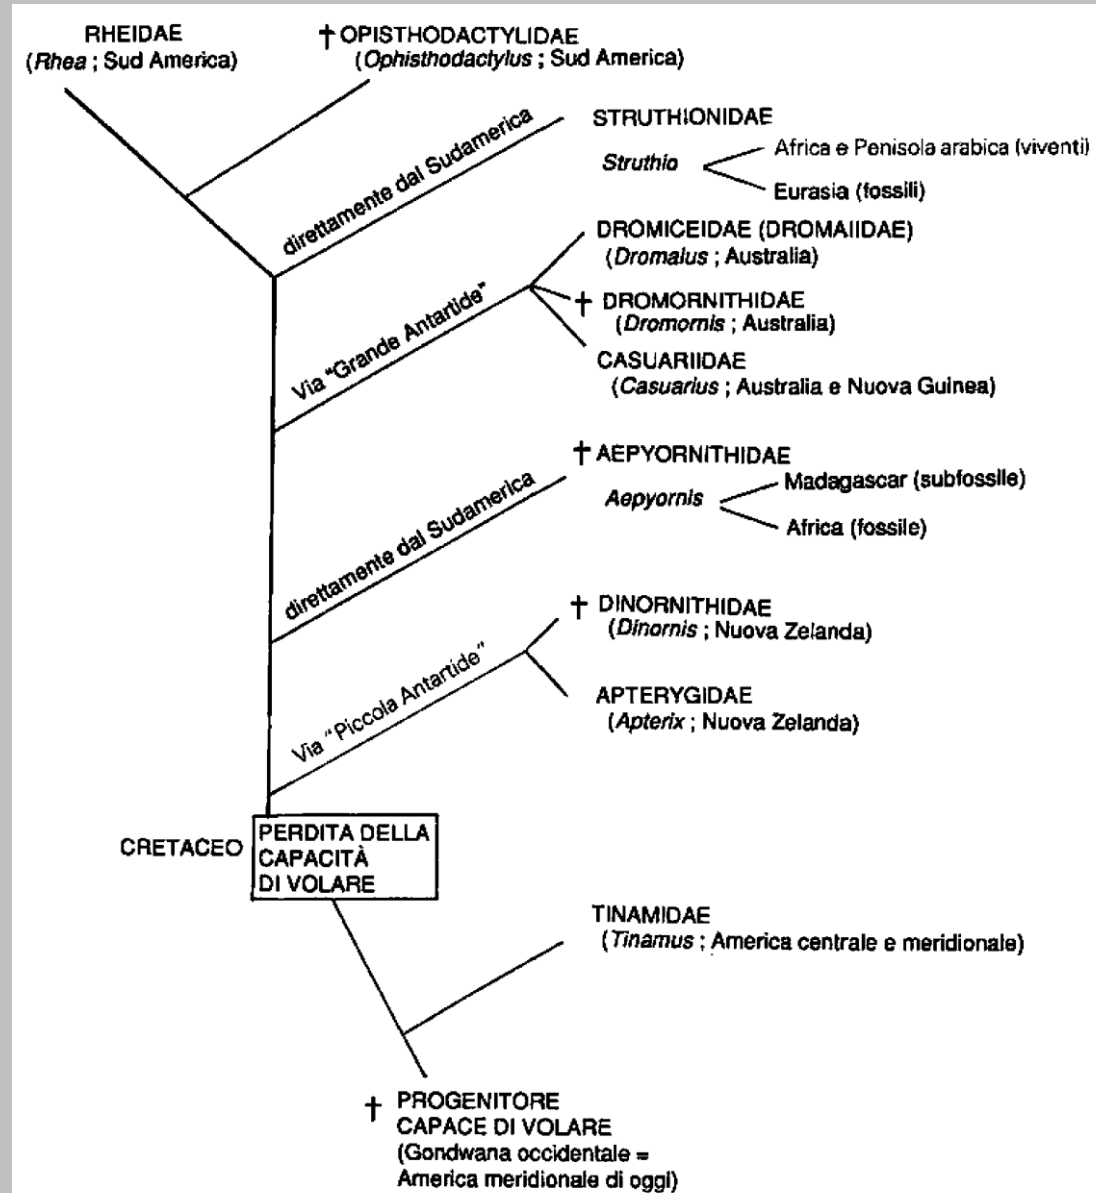 RHEIDAE
(Rhea ; Sud America)
† OPISTHODACTYLIDAE
(Ophisthodactylus ; Sud America)
direttamente dal Sudamerica
STRUTHIONIDAE
Struthio
Africa e Penisola arabica (viventi)
Eurasia (fossili)
Via "Grande Antartide"
DROMICEIDAE (DROMAIIDAE)
(Dromalus ; Australia)
† DROMORNITHIDAE
(Dromornis ; Australia)
CASUARIIDAE
(Casuarius ; Australia e Nuova Guinea)
direttamente dal Sudamerica
† AEPYORNITHIDAE
Aepyornis
Madagascar (subfossile)
Africa (fossile)
Via "Piccola Antartide"
† DINORNITHIDAE
(Dinornis ; Nuova Zelanda)
APTERYGIDAE
(Apterix ; Nuova Zelanda)
CRETACEO
PERDITA DELLA
CAPACITÀ
DI VOLARE
TINAMIDAE
(Tinamus ; America centrale e meridionale)
† PROGENITORE
CAPACE DI VOLARE
(Gondwana occidentale =
America meridionale di oggi)